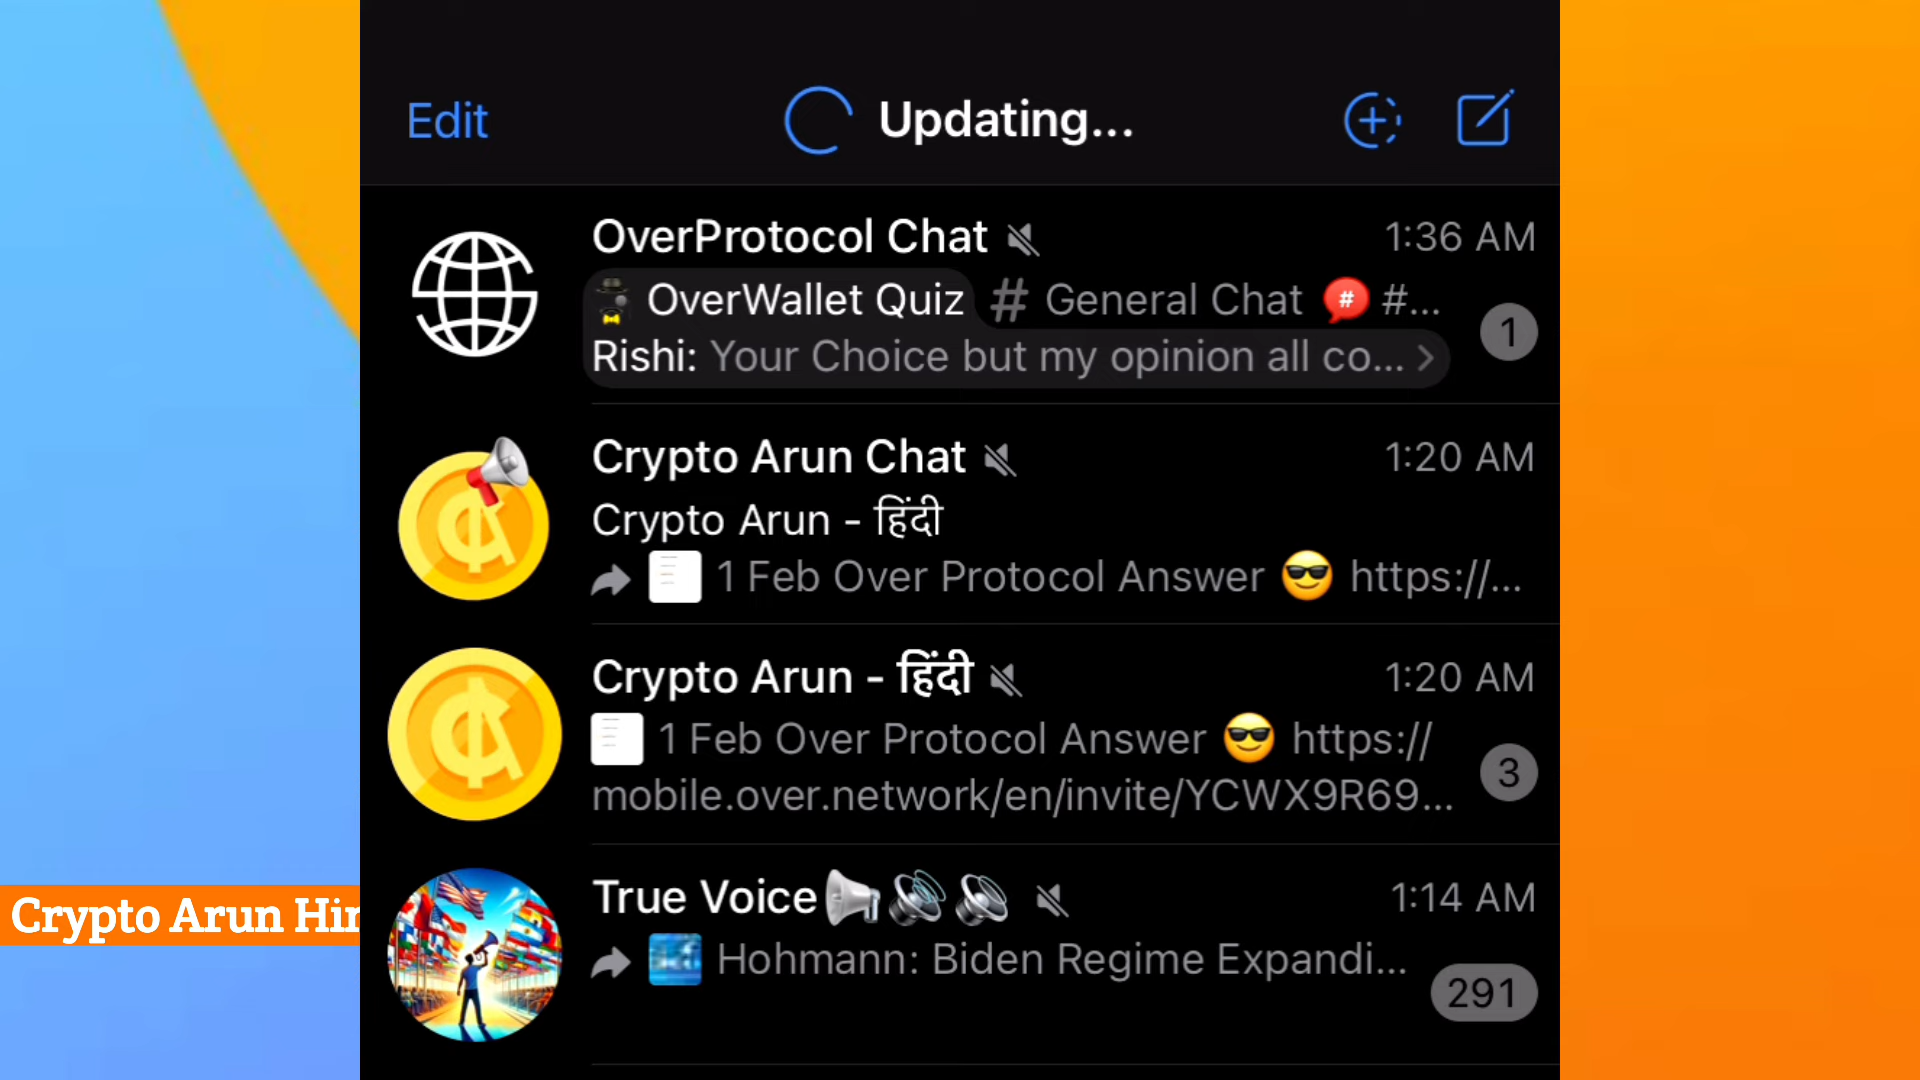 Edit
Updating...
OverProtocol Chat
1:36 AM
OverWallet Quiz # General Chat # #...
Rishi: Your Choice but my opinion all co...
1
Crypto Arun Chat
1:20 AM
Crypto Arun - हिंदी
1 Feb Over Protocol Answer 😎 https://...
Crypto Arun - हिंदी
1:20 AM
1 Feb Over Protocol Answer 😎 https://
mobile.over.network/en/invite/YCWX9R69...
3
True Voice
1:14 AM
Hohmann: Biden Regime Expandi...
291
Crypto Arun Hin